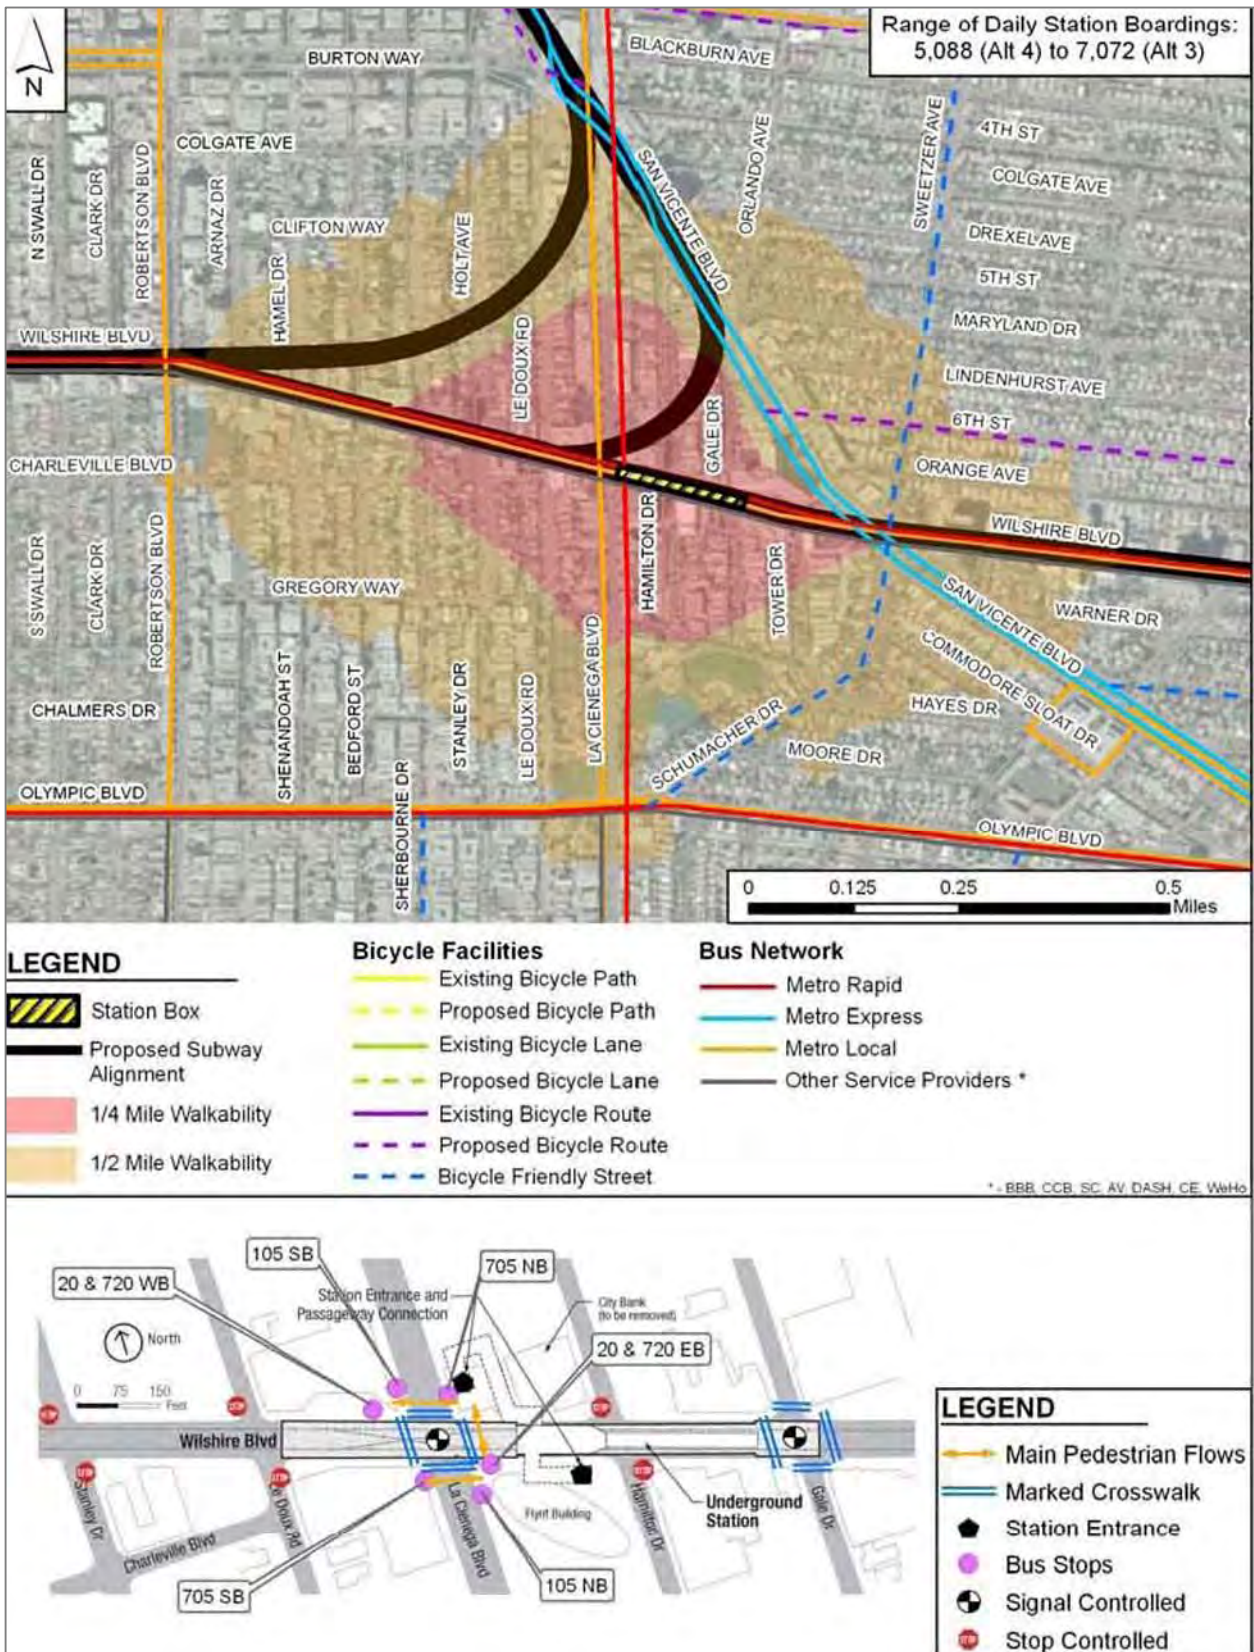 Range of Daily Station Boardings:
5,088 (Alt 4) to 7,072 (Alt 3)
N
BURTON WAY
BLACKBURN AVE
COLGATE AVE
4TH ST
COLGATE AVE
SWEETZER AVE
ORLANDO AVE
SAN VICENTE BLVD
N SWALL DR
CLARK DR
ROBERTSON BLVD
ARNAZ DR
CLIFTON WAY
HOLT AVE
HAMEL DR
DREXEL AVE
5TH ST
MARYLAND DR
WILSHIRE BLVD
LE DOUX RD
LINDENHURST AVE
6TH ST
GALE DR
CHARLEVILLE BLVD
ORANGE AVE
WILSHIRE BLVD
S SWALL DR
CLARK DR
ROBERTSON BLVD
GREGORY WAY
HAMILTON DR
TOWER DR
SAN VICENTE BLVD
WARNER DR
COMMODORE SLOAT DR
LA CIENEGA BLVD
CHALMERS DR
SHENANDOAH ST
BEDFORD ST
STANLEY DR
LE DOUX RD
SCHUMACHER DR
HAYES DR
MOORE DR
OLYMPIC BLVD
SHERBOURNE DR
OLYMPIC BLVD
0 0.125 0.25 0.5
Miles
LEGEND
Station Box
Proposed Subway
Alignment
1/4 Mile Walkability
1/2 Mile Walkability
Bicycle Facilities
Existing Bicycle Path
Proposed Bicycle Path
Existing Bicycle Lane
Proposed Bicycle Lane
Existing Bicycle Route
Proposed Bicycle Route
Bicycle Friendly Street
Bus Network
Metro Rapid
Metro Express
Metro Local
Other Service Providers *
* - BBB, CCB, SC, AV, DASH, CE, WeHo
105 SB
705 NB
20 & 720 WB
Station Entrance and
Passageway Connection
City Bank
(to be removed)
20 & 720 EB
North
0 75 150
Feet
Wilshire Blvd
Stanley Dr
Le Doux Rd
Charleville Blvd
La Cienega Blvd
Flynt Building
Hamilton Dr
Underground
Station
Gale Dr
705 SB
105 NB
LEGEND
Main Pedestrian Flows
Marked Crosswalk
Station Entrance
Bus Stops
Signal Controlled
Stop Controlled